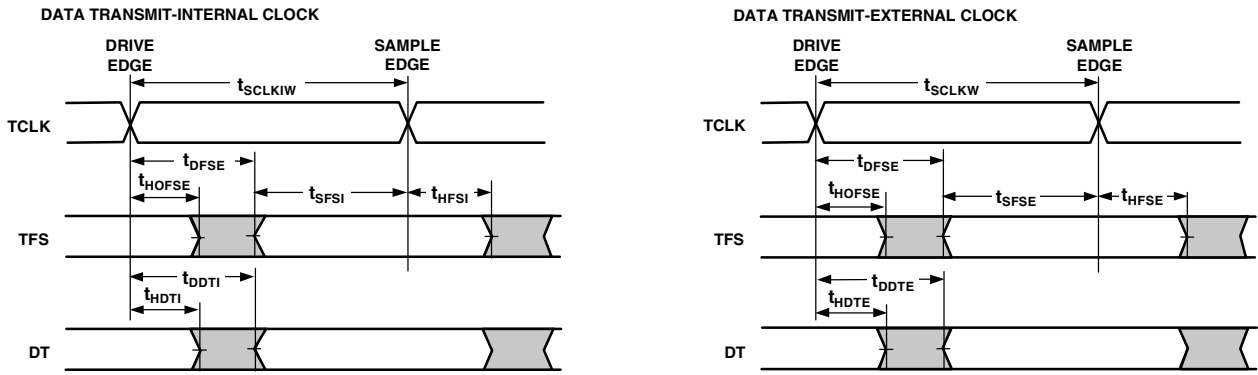 DATA TRANSMIT-INTERNAL CLOCK
DRIVE
EDGE
SAMPLE
EDGE
tSCLKIW
TCLK
tDFSE
tHOFSE
tSFSI
tHFSI
TFS
tDDTI
tHDTI
DT
DATA TRANSMIT-EXTERNAL CLOCK
DRIVE
EDGE
SAMPLE
EDGE
tSCLKW
TCLK
tDFSE
tHOFSE
tSFSE
tHFSE
TFS
tDDTE
tHDTE
DT